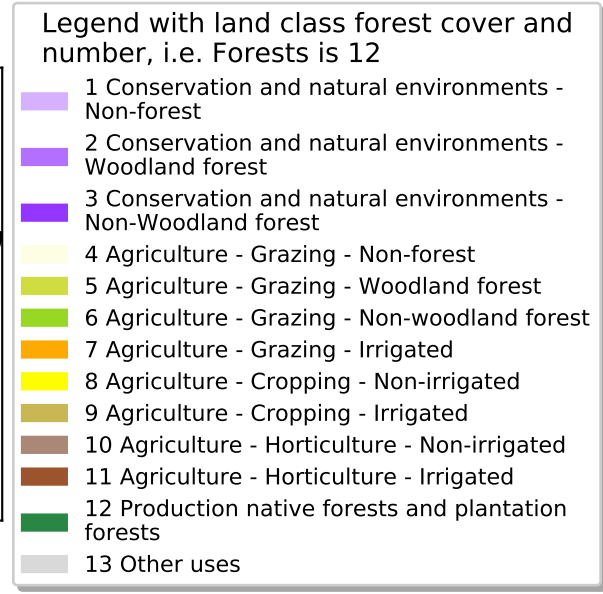 Legend with land class forest cover and
number, i.e. Forests is 12
1 Conservation and natural environments -
Non-forest
2 Conservation and natural environments -
Woodland forest
3 Conservation and natural environments -
Non-Woodland forest
4 Agriculture - Grazing - Non-forest
5 Agriculture - Grazing - Woodland forest
6 Agriculture - Grazing - Non-woodland forest
7 Agriculture - Grazing - Irrigated
8 Agriculture - Cropping - Non-irrigated
9 Agriculture - Cropping - Irrigated
10 Agriculture - Horticulture - Non-irrigated
11 Agriculture - Horticulture - Irrigated
12 Production native forests and plantation
forests
13 Other uses